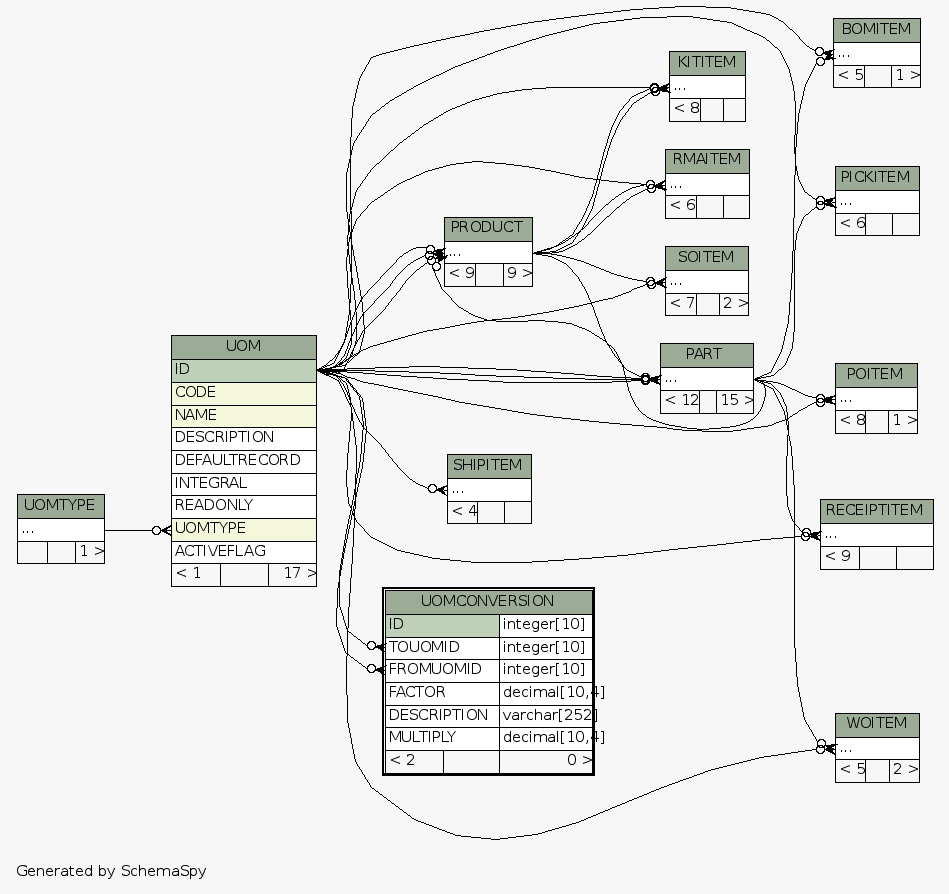 BOMITEM
...
< 5 1 >
KITITEM
...
< 8
RMAITEM
...
< 6
PICKITEM
...
< 6
PRODUCT
...
< 9 9 >
SOITEM
...
< 7 2 >
UOM
ID
CODE
NAME
DESCRIPTION
DEFAULTRECORD
INTEGRAL
READONLY
UOMTYPE
ACTIVEFLAG
< 1 17 >
PART
...
< 12 15 >
POITEM
...
< 8 1 >
SHIPITEM
...
< 4
UOMTYPE
...
1 >
RECEIPTITEM
...
< 9
UOMCONVERSION
ID integer[10]
TOUOMID integer[10]
FROMUOMID integer[10]
FACTOR decimal[10,4]
DESCRIPTION varchar[252]
MULTIPLY decimal[10,4]
< 2 0 >
WOITEM
...
< 5 2 >
Generated by SchemaSpy